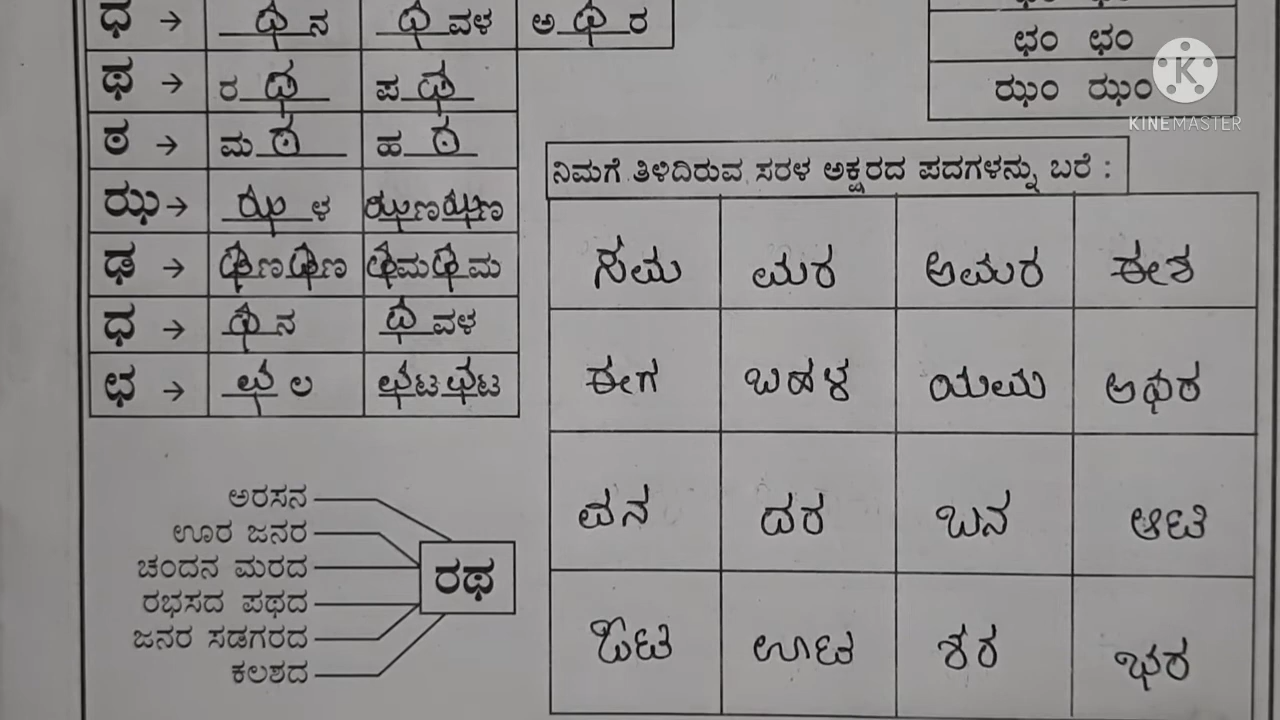 ಧ → ಧನ ಧವಳ ಅಧರ
ಥ → ರಥ ಪಥ
ಠ → ಮಠ ಹಠ
ಝ → ಝಳ ಝಣಝಣ
ಢ → ಢಣಢಣ ಢಮಢಮ
ಧ → ಧನ ಧವಳ
ಛ → ಛಲ ಛಟಛಟ
ಅರಸನ
ಊರ ಜನರ
ಚಂದನ ಮರದ
ರಭಸದ ಪಥದ
ಜನರ ಸಡಗರದ
ಕಲಶದ
ರಥ
ಛಂ ಛಂ
ಝಂ ಝಂ
KINEMASTER
ನಿಮಗೆ ತಿಳಿದಿರುವ ಸರಳ ಅಕ್ಷರದ ಪದಗಳನ್ನು ಬರೆ :
ಸಮ ಮರ ಅಮರ ಈಶ
ಈಗ ಬಹಳ ಯಮ ಅಧರ
ವನ ದರ ಬನ ಆಟ
ಓಟ ಊಟ ಶರ ಭರ